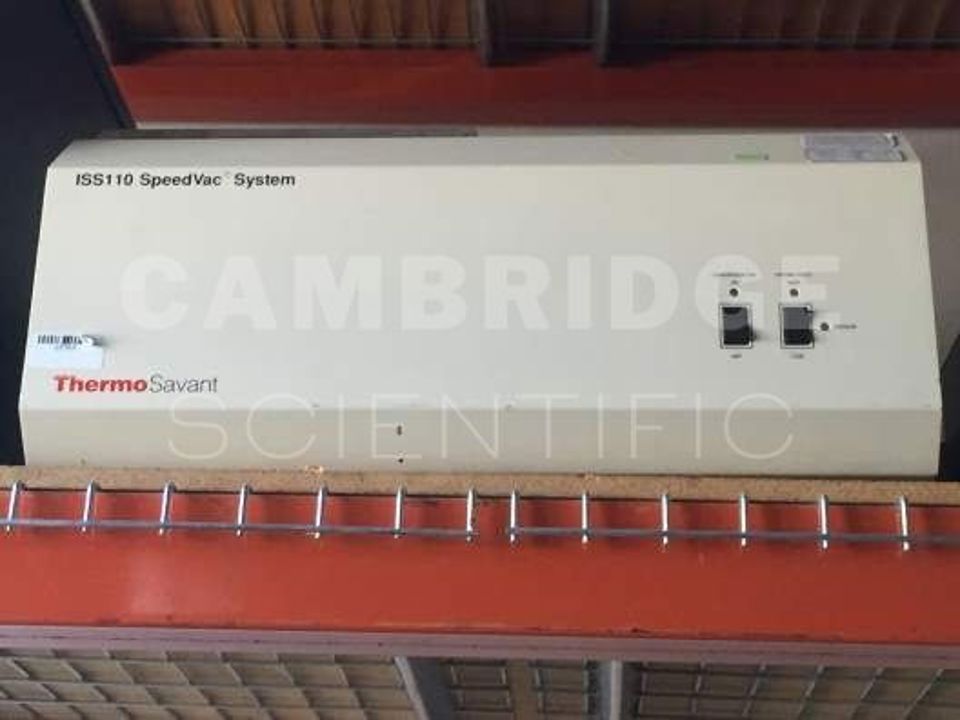 ISS110 SpeedVac® System
CAMBRIDGE
ThermoSavant
SCIENTIFIC